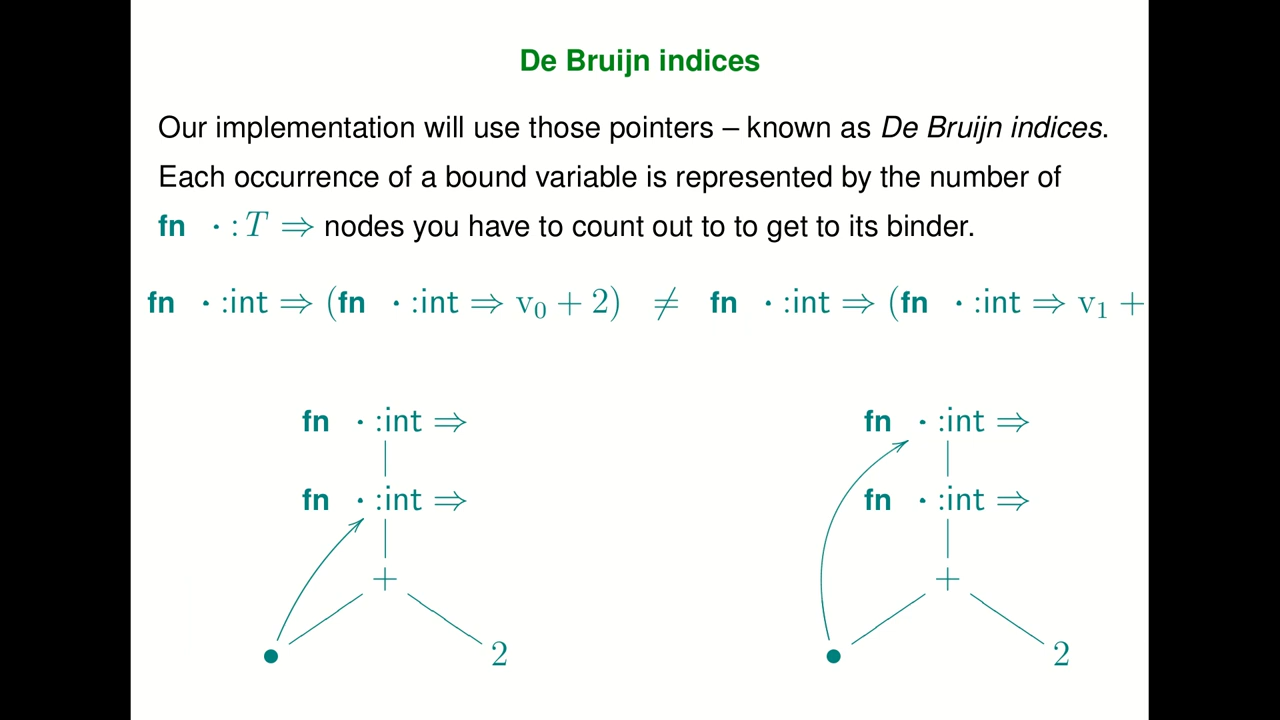 De Bruijn indices
Our implementation will use those pointers – known as De Bruijn indices.
Each occurrence of a bound variable is represented by the number of
fn · : T ⇒ nodes you have to count out to to get to its binder.
fn · :int ⇒ (fn · :int ⇒ v₀ + 2) ≠ fn · :int ⇒ (fn · :int ⇒ v₁ +
fn · :int ⇒ fn · :int ⇒
fn · :int ⇒ fn · :int ⇒
+ +
• 2 • 2